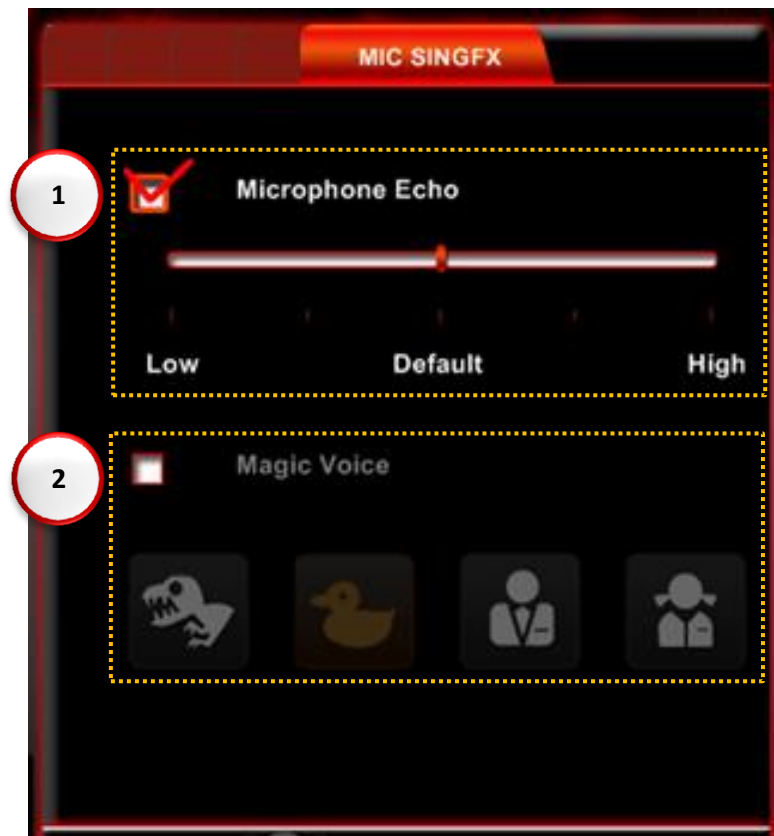 MIC SINGFX
1
Microphone Echo
Low Default High
2
Magic Voice